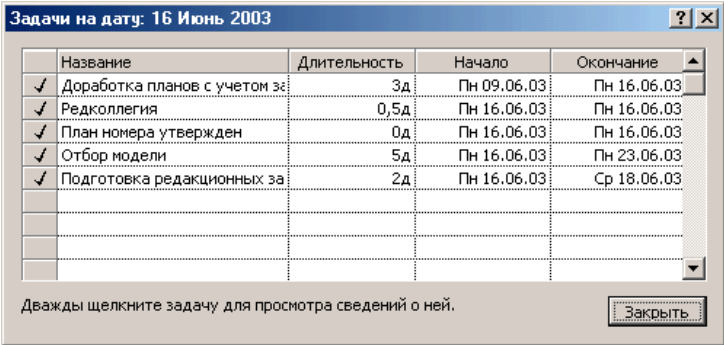 Задачи на дату: 16 Июнь 2003
Название Длительность Начало Окончание
Доработка планов с учетом за 3д Пн 09.06.03 Пн 16.06.03
Редколлегия 0,5д Пн 16.06.03 Пн 16.06.03
План номера утвержден 0д Пн 16.06.03 Пн 16.06.03
Отбор модели 5д Пн 16.06.03 Пн 23.06.03
Подготовка редакционных за 2д Пн 16.06.03 Ср 18.06.03
Дважды щелкните задачу для просмотра сведений о ней.
Закрыть